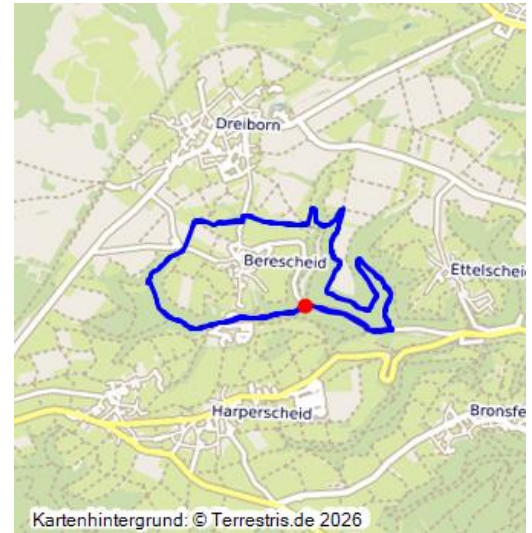 Dreiborn
Berescheid
Ettelscheid
Harperscheid
Bronsfe
Kartenhintergrund: © Terrestris.de 2026